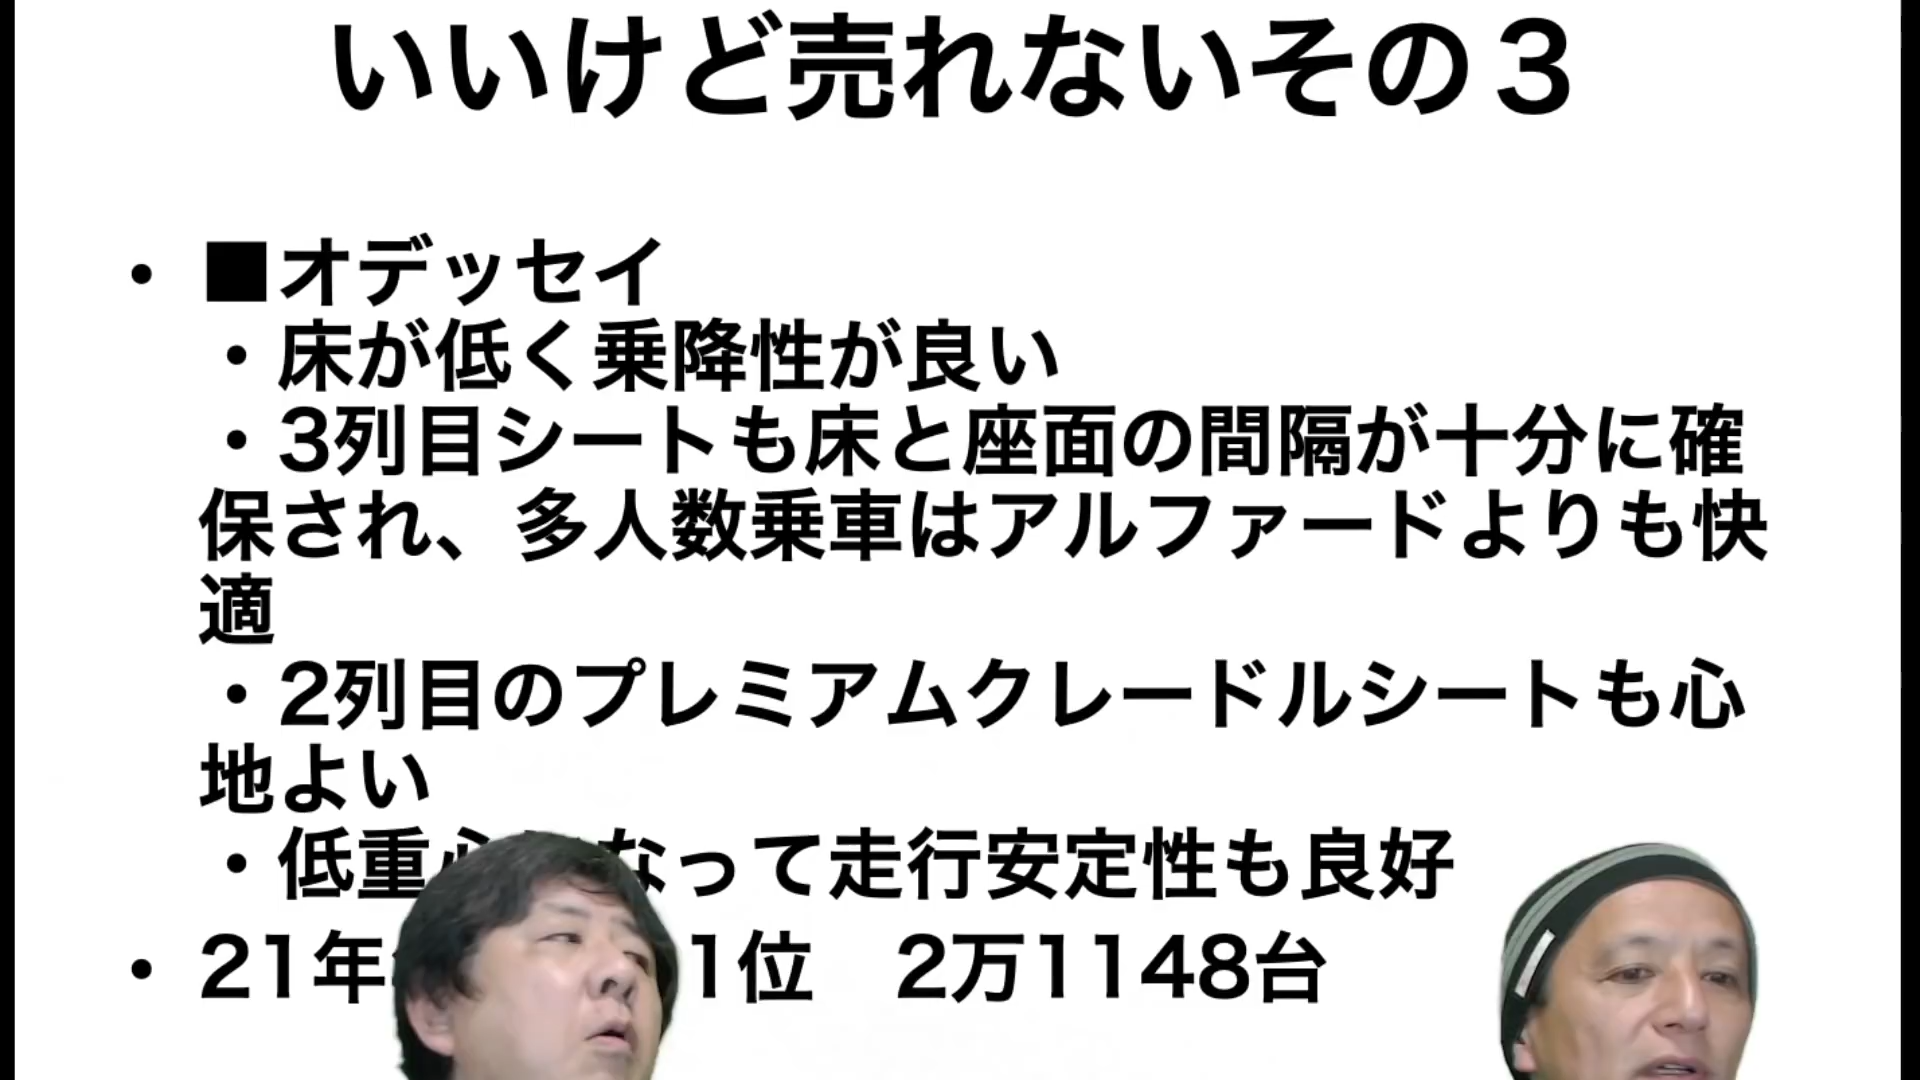 いいけど売れないその３
• ■オデッセイ
・床が低く乗降性が良い
・3列目シートも床と座面の間隔が十分に確
保され、多人数乗車はアルファードよりも快
適
・2列目のプレミアムクレードルシートも心
地よい
・低重心 なって走行安定性も良好
• 21年 1位　2万1148台